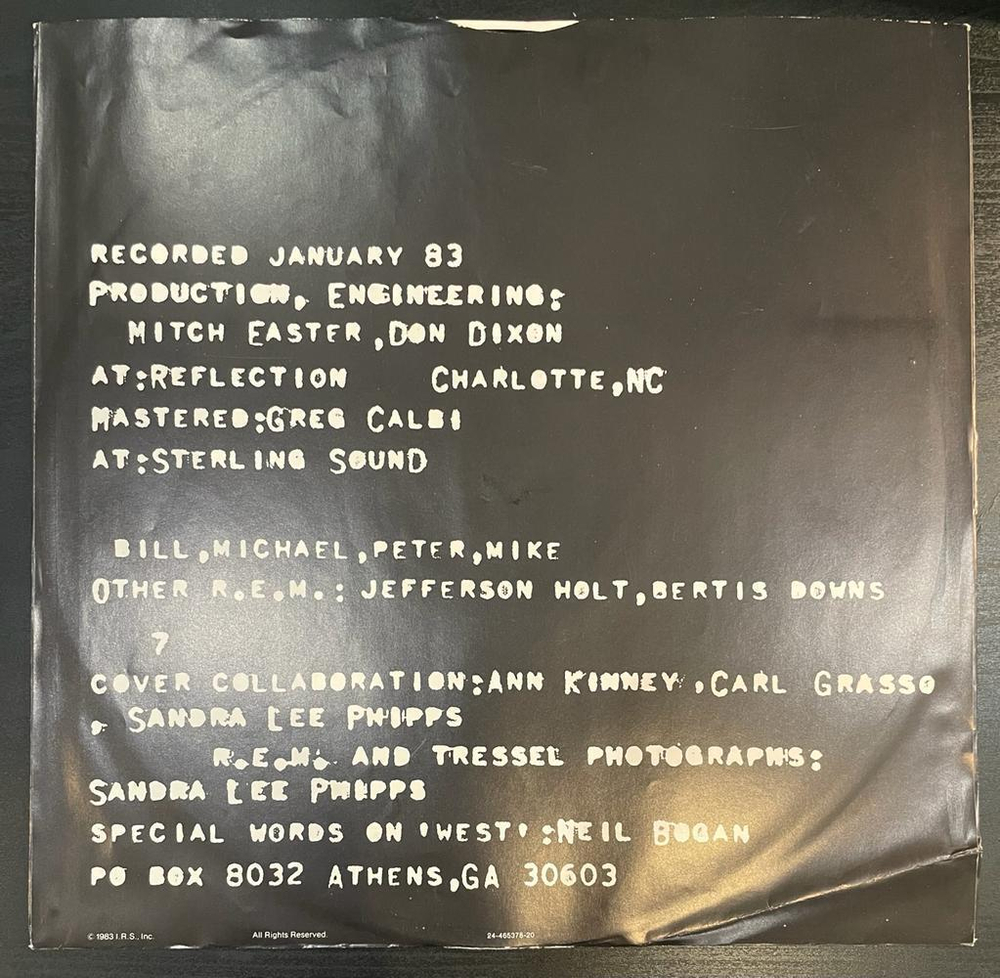 RECORDED JANUARY 83
PRODUCTION, ENGINEERING:
MITCH EASTER,DON DIXON
AT:REFLECTION CHARLOTTE,NC
MASTERED:GREG CALBI
AT:STERLING SOUND
BILL,MICHAEL,PETER,MIKE
OTHER R.E.M.: JEFFERSON HOLT,BERTIS DOWNS
7
COVER COLLABORATION:ANN KINNEY,CARL GRASSO
, SANDRA LEE PHIPPS
R.E.M. AND TRESSEL PHOTOGRAPHS:
SANDRA LEE PHIPPS
SPECIAL WORDS ON 'WEST' :NEIL BOGAN
PO BOX 8032 ATHENS,GA 30603
© 1983 I.R.S., Inc. All Rights Reserved. 24-465378-20